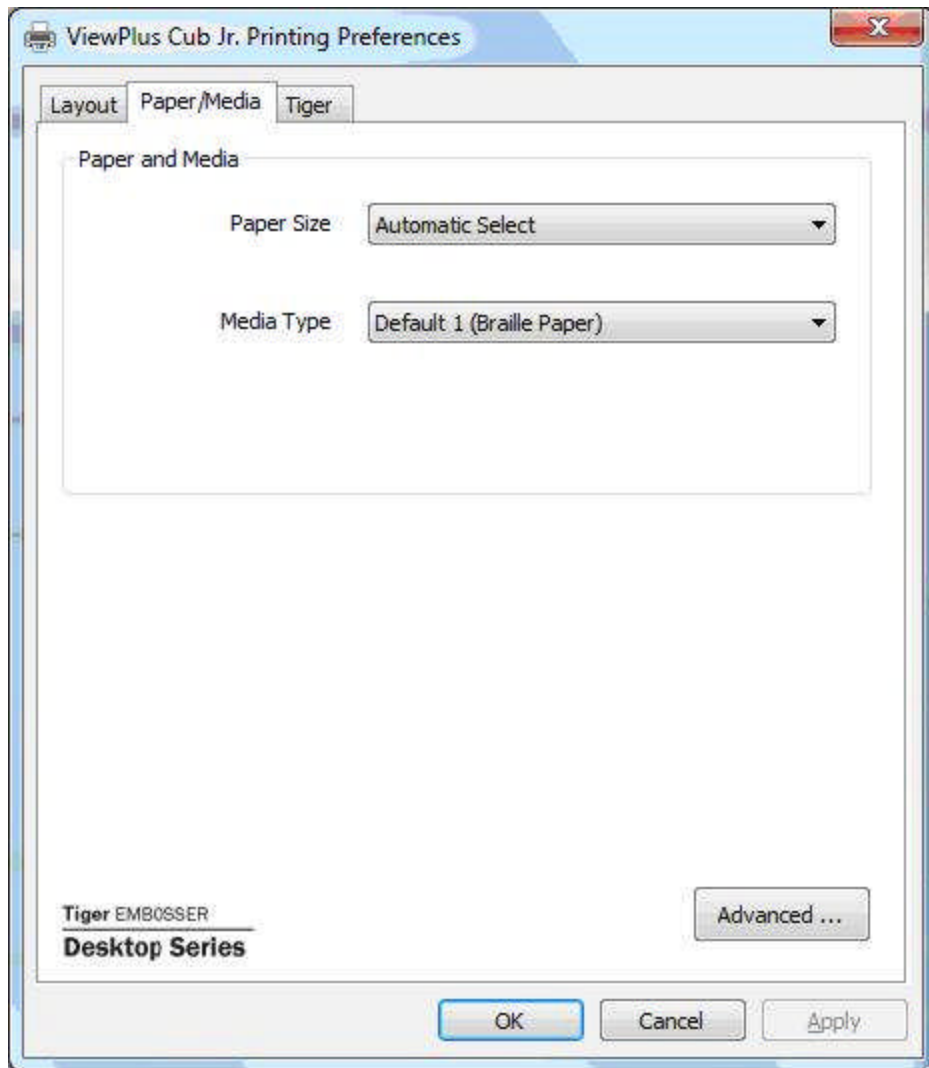 ViewPlus Cub Jr. Printing Preferences
Layout Paper/Media Tiger
Paper and Media
Paper Size Automatic Select
Media Type Default 1 (Braille Paper)
Tiger EMBOSSER
Desktop Series
Advanced ...
OK Cancel Apply